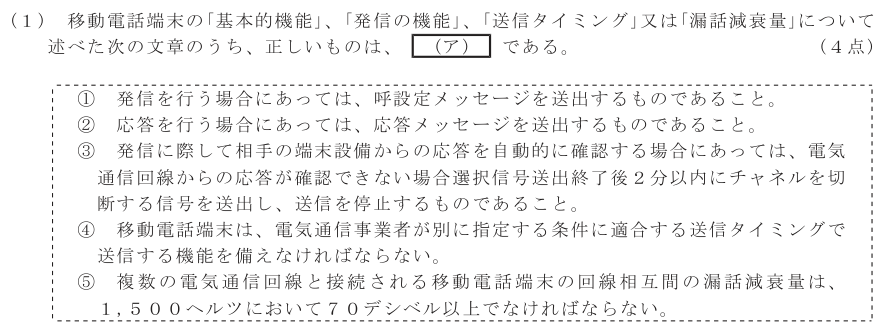 （１） 移動電話端末の「基本的機能」、「発信の機能」、「送信タイミング」又は「漏話減衰量」について
述べた次の文章のうち、正しいものは、 （ア） である。 （４点）
① 発信を行う場合にあっては、呼設定メッセージを送出するものであること。
② 応答を行う場合にあっては、応答メッセージを送出するものであること。
③ 発信に際して相手の端末設備からの応答を自動的に確認する場合にあっては、電気
通信回線からの応答が確認できない場合選択信号送出終了後２分以内にチャネルを切
断する信号を送出し、送信を停止するものであること。
④ 移動電話端末は、電気通信事業者が別に指定する条件に適合する送信タイミングで
送信する機能を備えなければならない。
⑤ 複数の電気通信回線と接続される移動電話端末の回線相互間の漏話減衰量は、
１,５００ヘルツにおいて７０デシベル以上でなければならない。